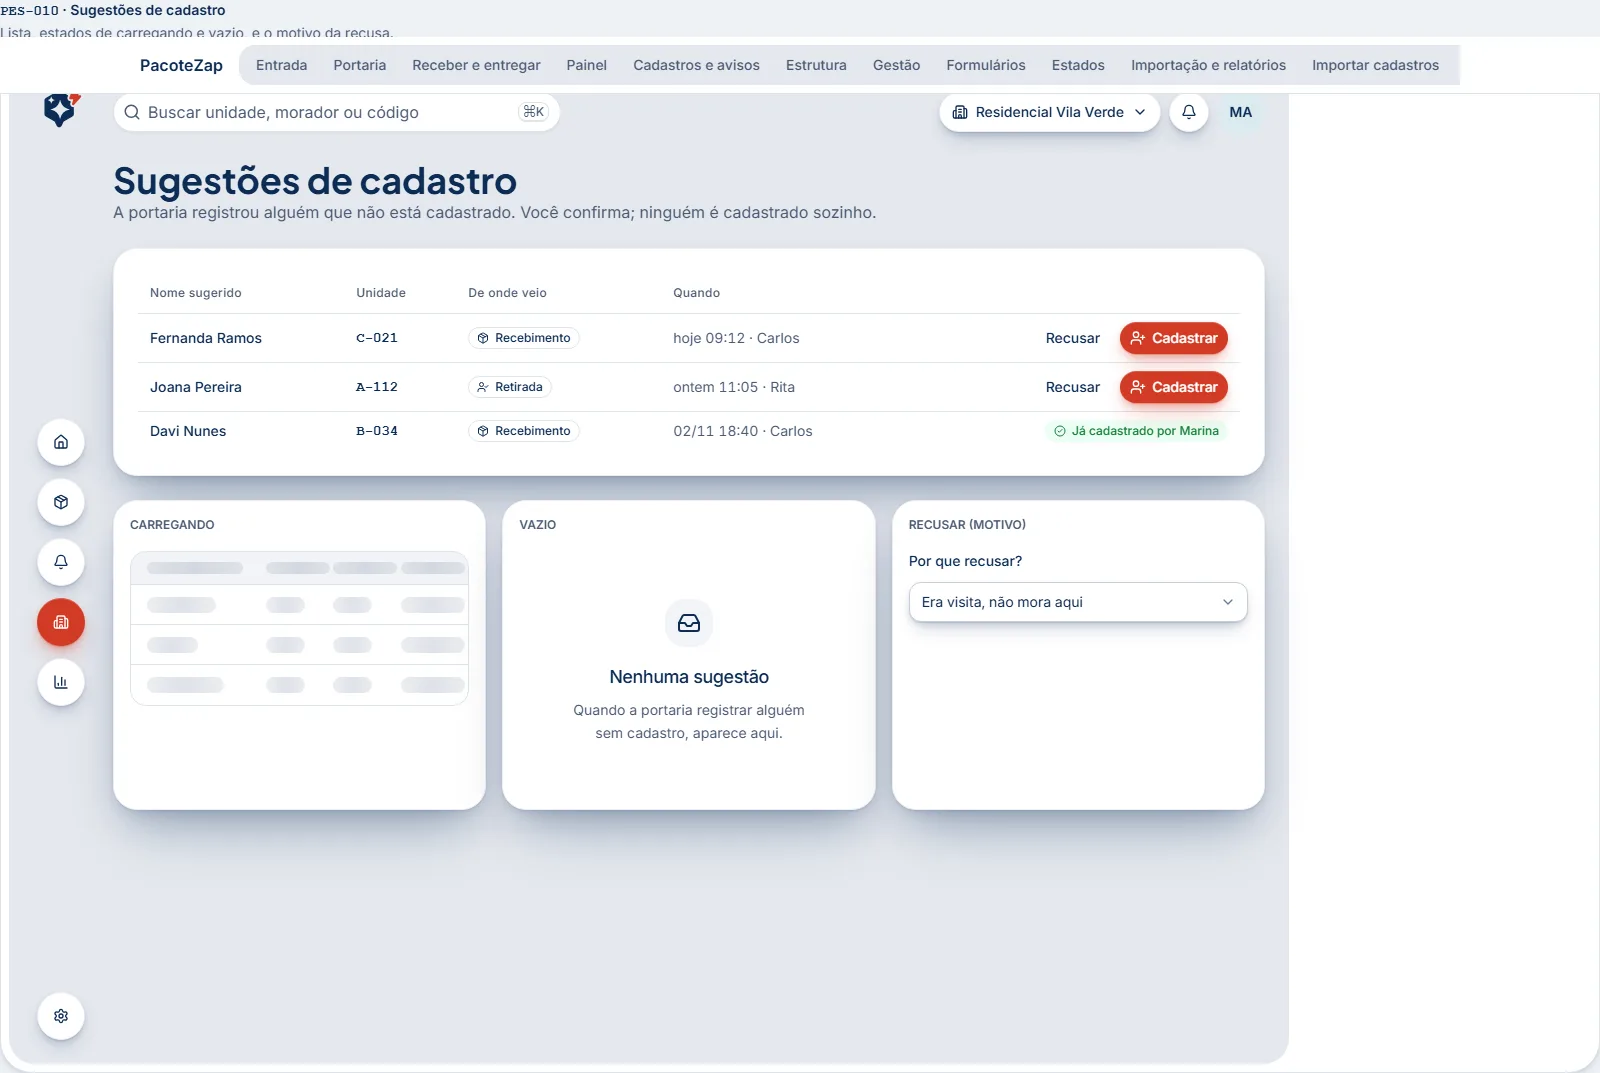 PES-010 · Sugestões de cadastro
Lista, estados de carregando e vazio, e o motivo da recusa.
PacoteZap Entrada Portaria Receber e entregar Painel Cadastros e avisos Estrutura Gestão Formulários Estados Importação e relatórios Importar cadastros
Buscar unidade, morador ou código ⌘K Residencial Vila Verde MA
Sugestões de cadastro
A portaria registrou alguém que não está cadastrado. Você confirma; ninguém é cadastrado sozinho.
Nome sugerido Unidade De onde veio Quando
Fernanda Ramos C-021 Recebimento hoje 09:12 · Carlos Recusar Cadastrar
Joana Pereira A-112 Retirada ontem 11:05 · Rita Recusar Cadastrar
Davi Nunes B-034 Recebimento 02/11 18:40 · Carlos Já cadastrado por Marina
CARREGANDO
VAZIO
Nenhuma sugestão
Quando a portaria registrar alguém
sem cadastro, aparece aqui.
RECUSAR (MOTIVO)
Por que recusar?
Era visita, não mora aqui